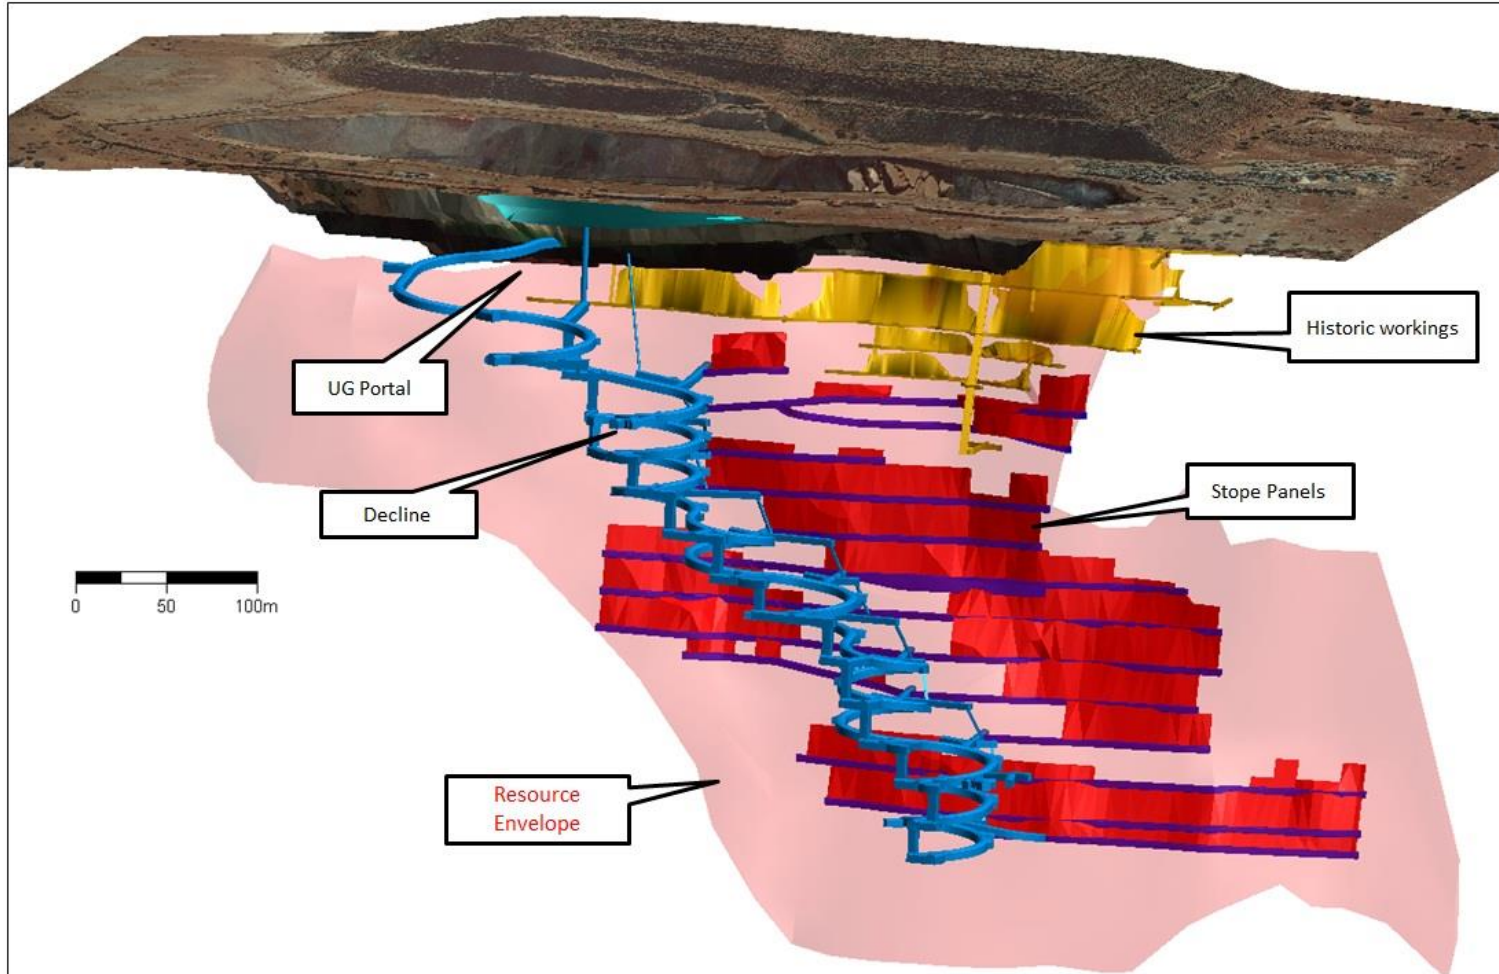 Historic workings
UG Portal
Stope Panels
Decline
0 50 100m
Resource
Envelope